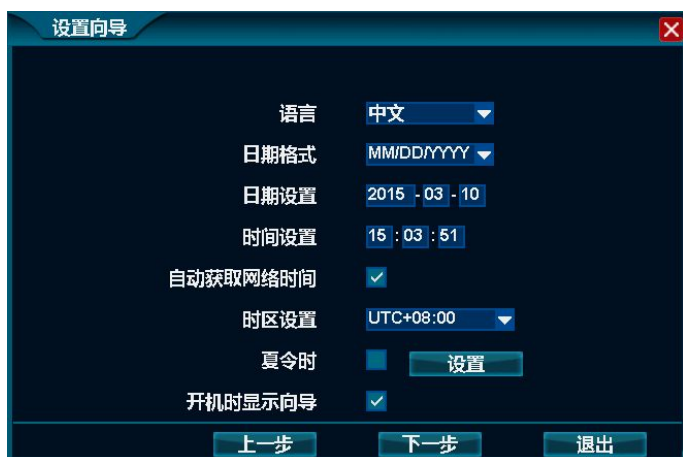 设置向导
语言 中文
日期格式 MM/DD/YYYY
日期设置 2015 - 03 - 10
时间设置 15 : 03 : 51
自动获取网络时间
时区设置 UTC+08:00
夏令时 设置
开机时显示向导
上一步 下一步 退出